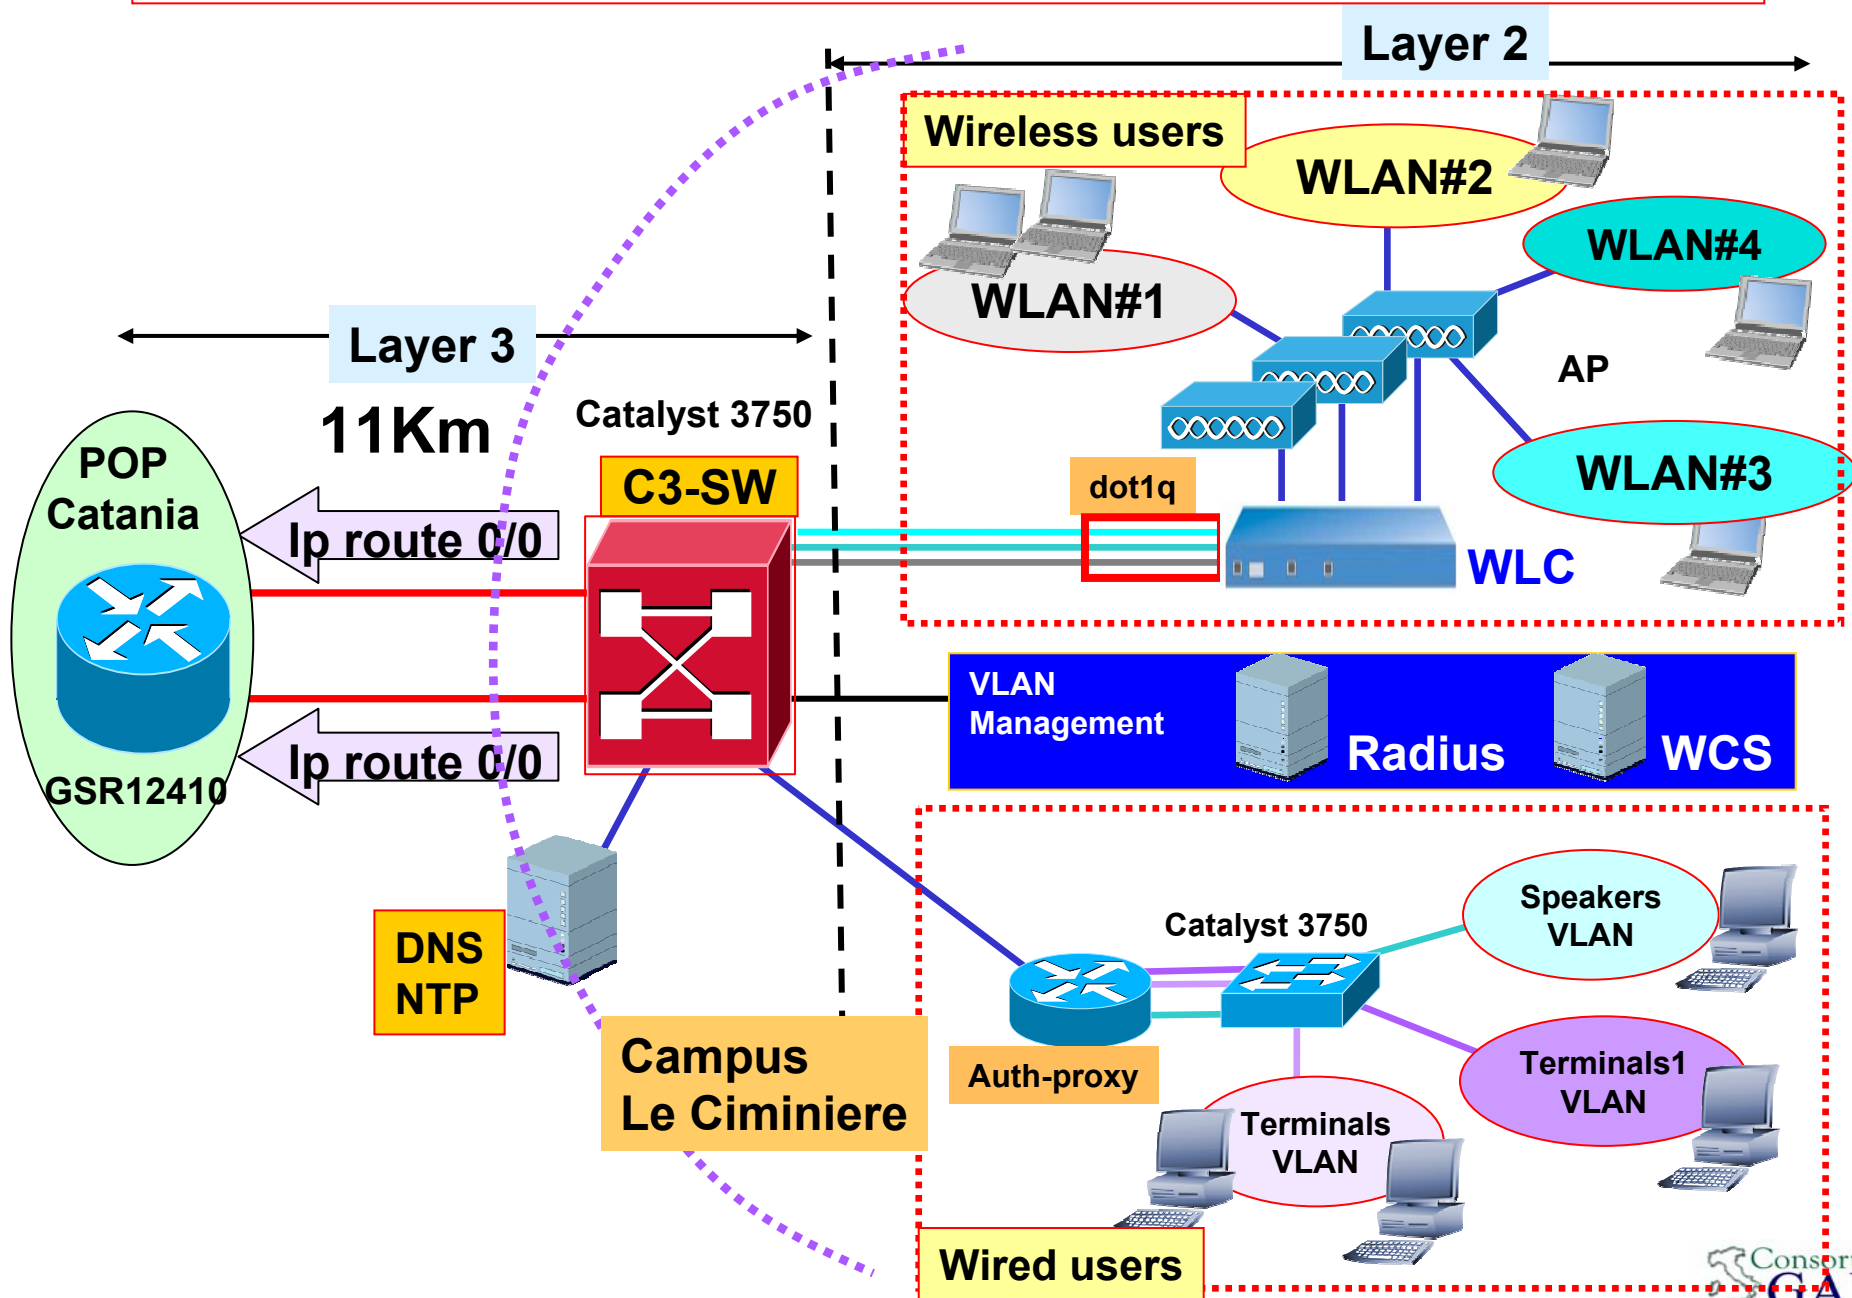 Layer 2
Wireless users
WLAN#2
WLAN#4
WLAN#1
Layer 3
11Km
Catalyst 3750
AP
POP
Catania
C3-SW
dot1q
WLAN#3
Ip route 0/0
WLC
VLAN
Management
Radius
WCS
Ip route 0/0
GSR12410
Speakers
VLAN
Catalyst 3750
DNS
NTP
Campus
Le Ciminiere
Auth-proxy
Terminals1
VLAN
Terminals
VLAN
Wired users